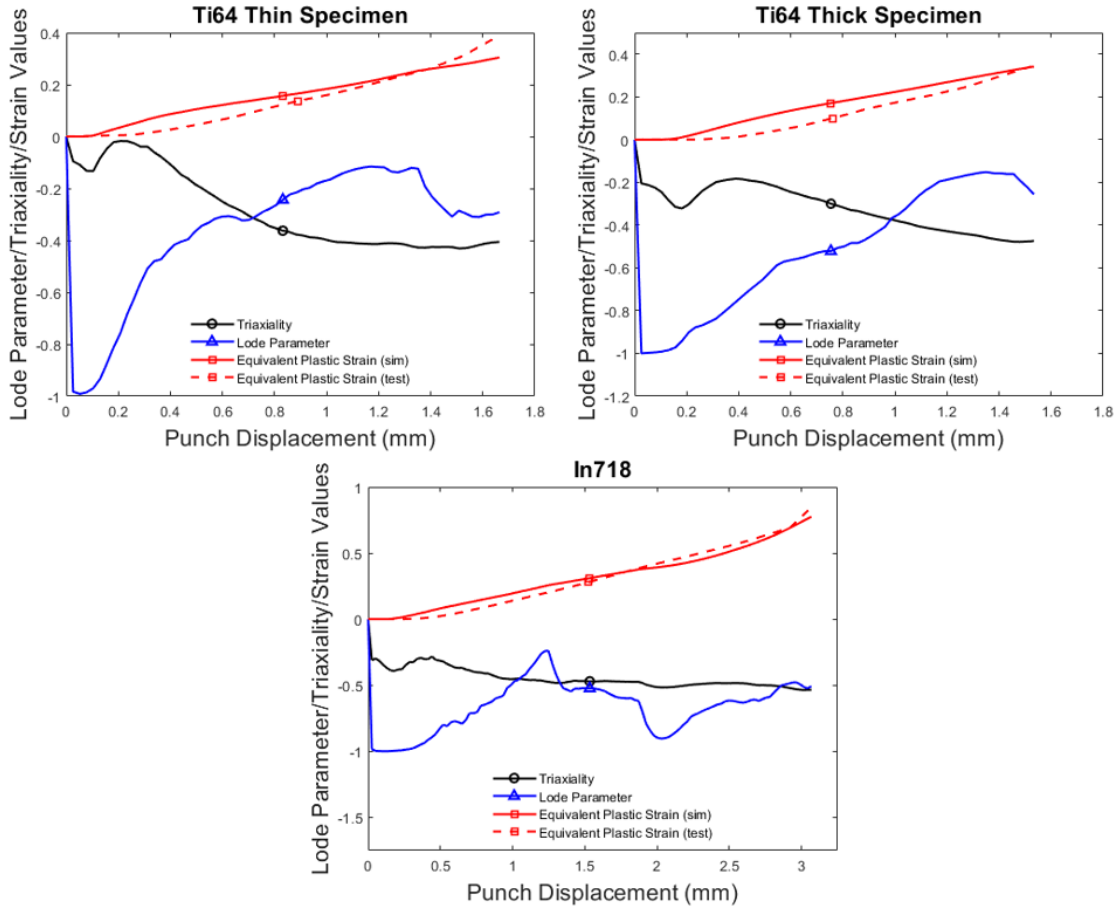 Ti64 Thin Specimen
Lode Parameter/Triaxiality/Strain Values
0.4
0.2
0
-0.2
-0.4
-0.6
-0.8
-1
Triaxiality
Lode Parameter
Equivalent Plastic Strain (sim)
Equivalent Plastic Strain (test)
0 0.2 0.4 0.6 0.8 1 1.2 1.4 1.6 1.8
Punch Displacement (mm)
Ti64 Thick Specimen
Lode Parameter/Triaxiality/Strain Values
0.4
0.2
0
-0.2
-0.4
-0.6
-0.8
-1
-1.2
Triaxiality
Lode Parameter
Equivalent Plastic Strain (sim)
Equivalent Plastic Strain (test)
0 0.2 0.4 0.6 0.8 1 1.2 1.4 1.6 1.8
Punch Displacement (mm)
In718
Lode Parameter/Triaxiality/Strain Values
1
0.5
0
-0.5
-1
-1.5
Triaxiality
Lode Parameter
Equivalent Plastic Strain (sim)
Equivalent Plastic Strain (test)
0 0.5 1 1.5 2 2.5 3
Punch Displacement (mm)